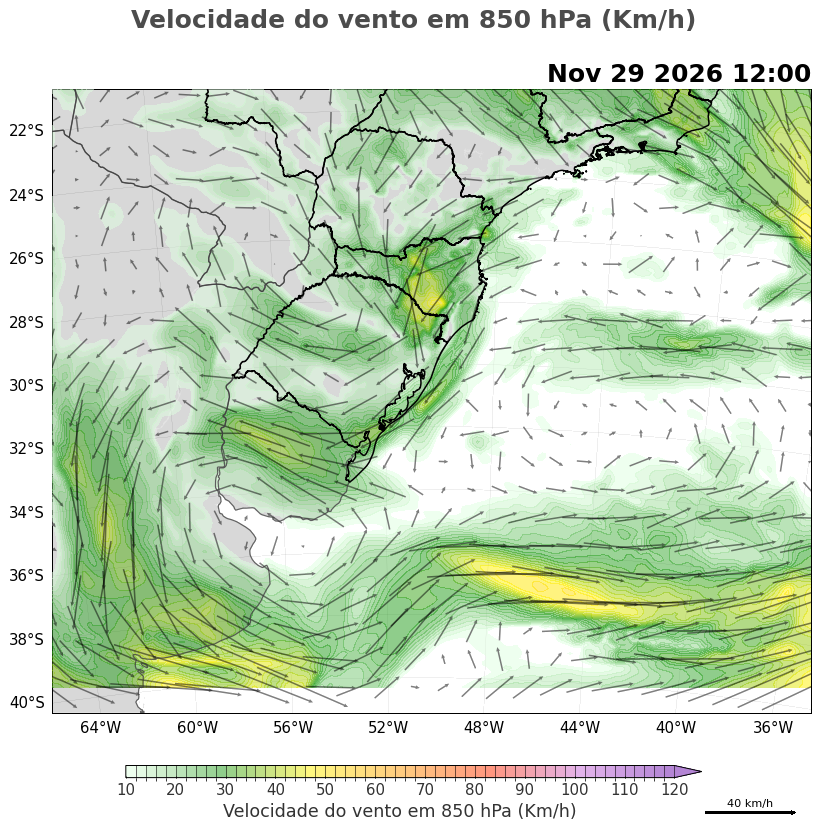 Velocidade do vento em 850 hPa (Km/h)
Nov 29 2026 12:00
22°S
24°S
26°S
28°S
30°S
32°S
34°S
36°S
38°S
40°S
64°W 60°W 56°W 52°W 48°W 44°W 40°W 36°W
10 20 30 40 50 60 70 80 90 100 110 120
Velocidade do vento em 850 hPa (Km/h)
40 km/h